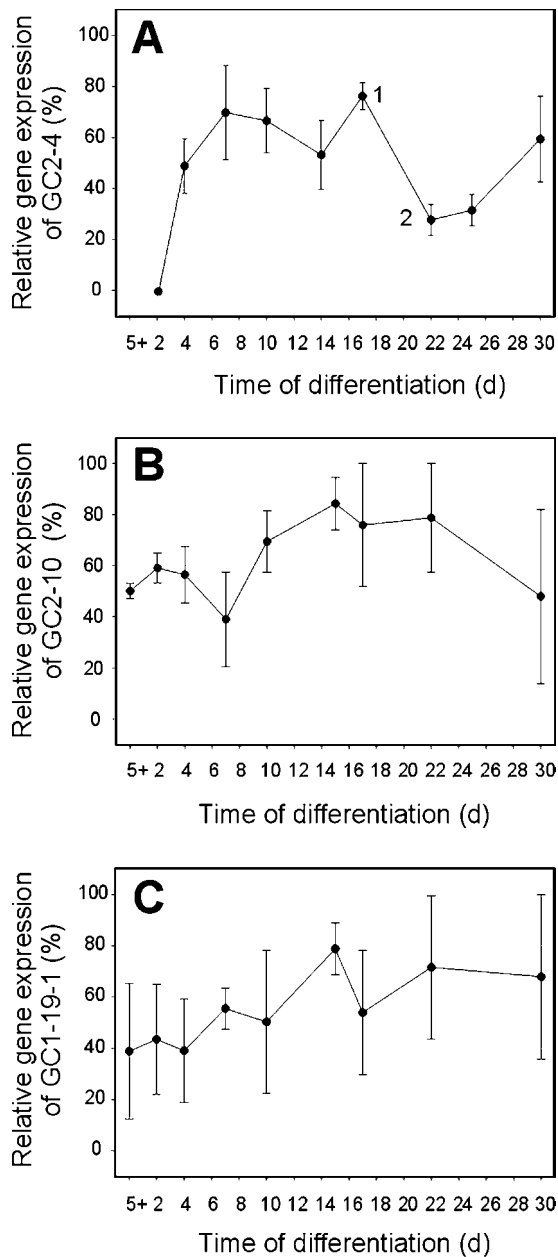 A
Relative gene expression
of GC2-4 (%)
100
80
60
40
20
0
1
2
5+ 2 4 6 8 10 12 14 16 18 20 22 24 26 28 30
Time of differentiation (d)
B
Relative gene expression
of GC2-10 (%)
100
80
60
40
20
0
5+ 2 4 6 8 10 12 14 16 18 20 22 24 26 28 30
Time of differentiation (d)
C
Relative gene expression
of GC1-19-1 (%)
100
80
60
40
20
0
5+ 2 4 6 8 10 12 14 16 18 20 22 24 26 28 30
Time of differentiation (d)